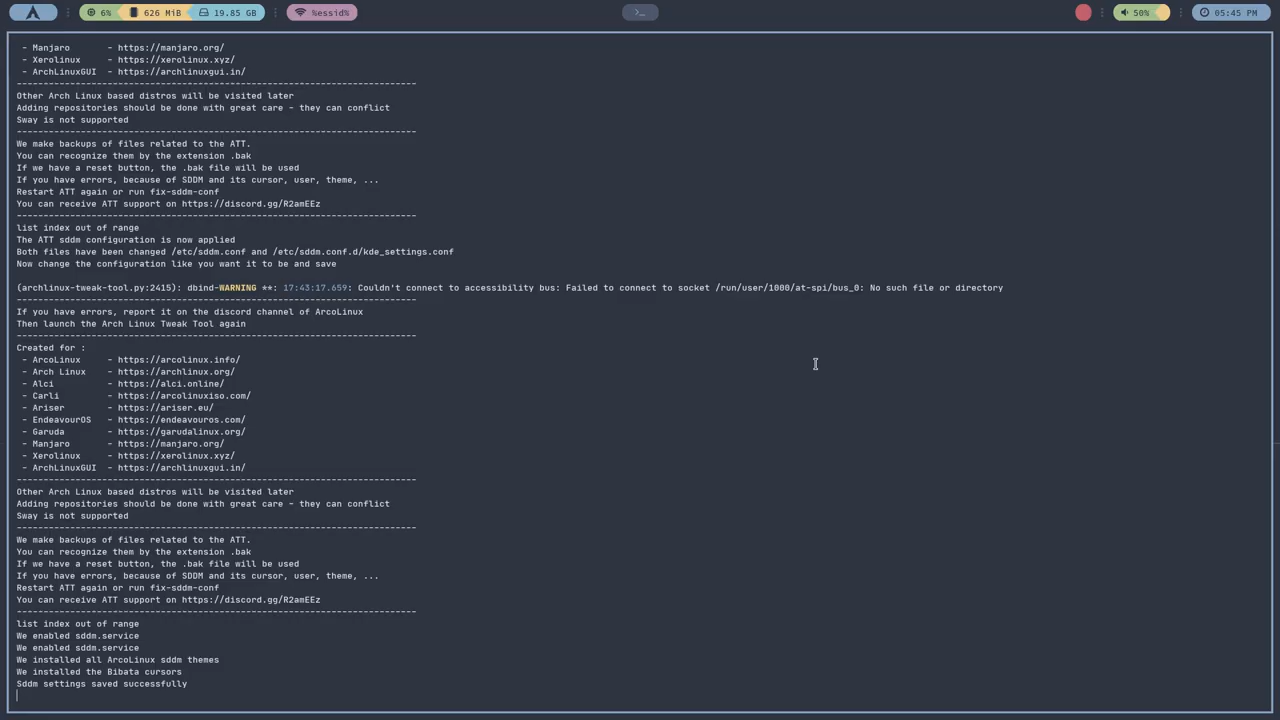 6% 626 MiB 19.85 GB %essid% >_ 50% 05:45 PM
- Manjaro - https://manjaro.org/
- Xerolinux - https://xerolinux.xyz/
- ArchLinuxGUI - https://archlinuxgui.in/
----------------------------------------------------------------------------
Other Arch Linux based distros will be visited later
Adding repositories should be done with great care - they can conflict
Sway is not supported
----------------------------------------------------------------------------
We make backups of files related to the ATT.
You can recognize them by the extension .bak
If we have a reset button, the .bak file will be used
If you have errors, because of SDDM and its cursor, user, theme, ...
Restart ATT again or run fix-sddm-conf
You can receive ATT support on https://discord.gg/R2amEEz
----------------------------------------------------------------------------
list index out of range
The ATT sddm configuration is now applied
Both files have been changed /etc/sddm.conf and /etc/sddm.conf.d/kde_settings.conf
Now change the configuration like you want it to be and save
(archlinux-tweak-tool.py:2415): dbind-WARNING **: 17:43:17.659: Couldn't connect to accessibility bus: Failed to connect to socket /run/user/1000/at-spi/bus_0: No such file or directory
----------------------------------------------------------------------------
If you have errors, report it on the discord channel of ArcoLinux
Then launch the Arch Linux Tweak Tool again
----------------------------------------------------------------------------
Created for :
- ArcoLinux - https://arcolinux.info/
- Arch Linux - https://archlinux.org/
- Alci - https://alci.online/
- Carli - https://arcolinuxiso.com/
- Ariser - https://ariser.eu/
- EndeavourOS - https://endeavouros.com/
- Garuda - https://garudalinux.org/
- Manjaro - https://manjaro.org/
- Xerolinux - https://xerolinux.xyz/
- ArchLinuxGUI - https://archlinuxgui.in/
----------------------------------------------------------------------------
Other Arch Linux based distros will be visited later
Adding repositories should be done with great care - they can conflict
Sway is not supported
----------------------------------------------------------------------------
We make backups of files related to the ATT.
You can recognize them by the extension .bak
If we have a reset button, the .bak file will be used
If you have errors, because of SDDM and its cursor, user, theme, ...
Restart ATT again or run fix-sddm-conf
You can receive ATT support on https://discord.gg/R2amEEz
----------------------------------------------------------------------------
list index out of range
We enabled sddm.service
We enabled sddm.service
We installed all ArcoLinux sddm themes
We installed the Bibata cursors
Sddm settings saved successfully